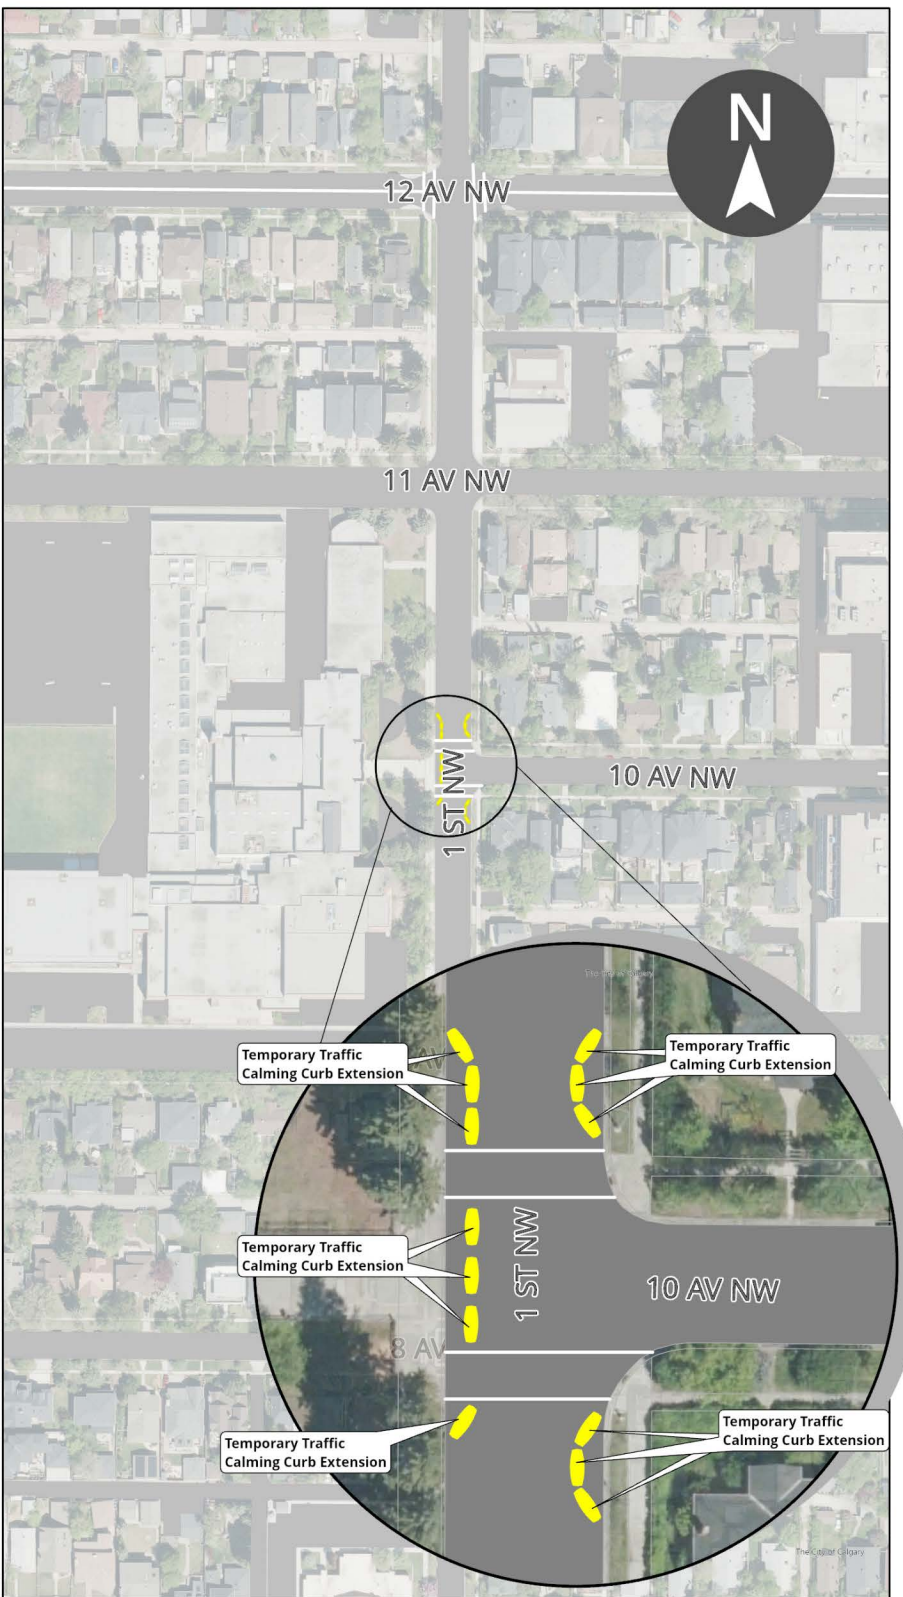 N
12 AV NW
11 AV NW
10 AV NW
1 ST NW
Temporary Traffic
Calming Curb Extension
Temporary Traffic
Calming Curb Extension
AV
1 ST NW
Temporary Traffic
Calming Curb Extension
10 AV NW
8 AV
Temporary Traffic
Calming Curb Extension
Temporary Traffic
Calming Curb Extension
The City of Calgary